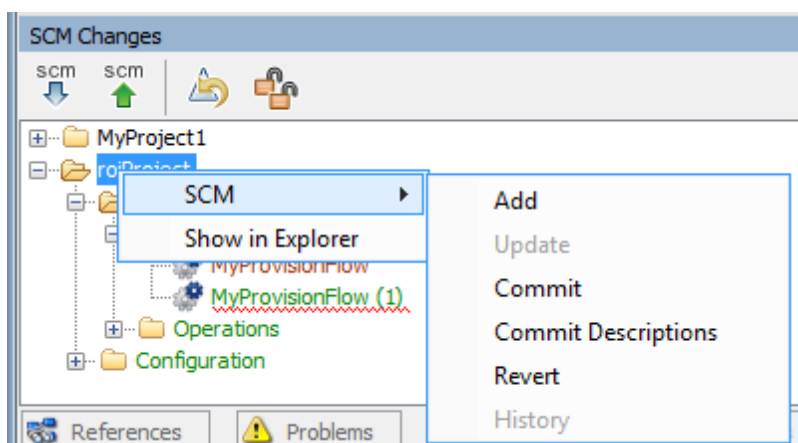 SCM Changes
scm scm
MyProject1
roiProject
SCM
Show in Explorer
Add
Update
Commit
Commit Descriptions
Revert
History
MyProvisionFlow
MyProvisionFlow (1)
Operations
Configuration
References
Problems